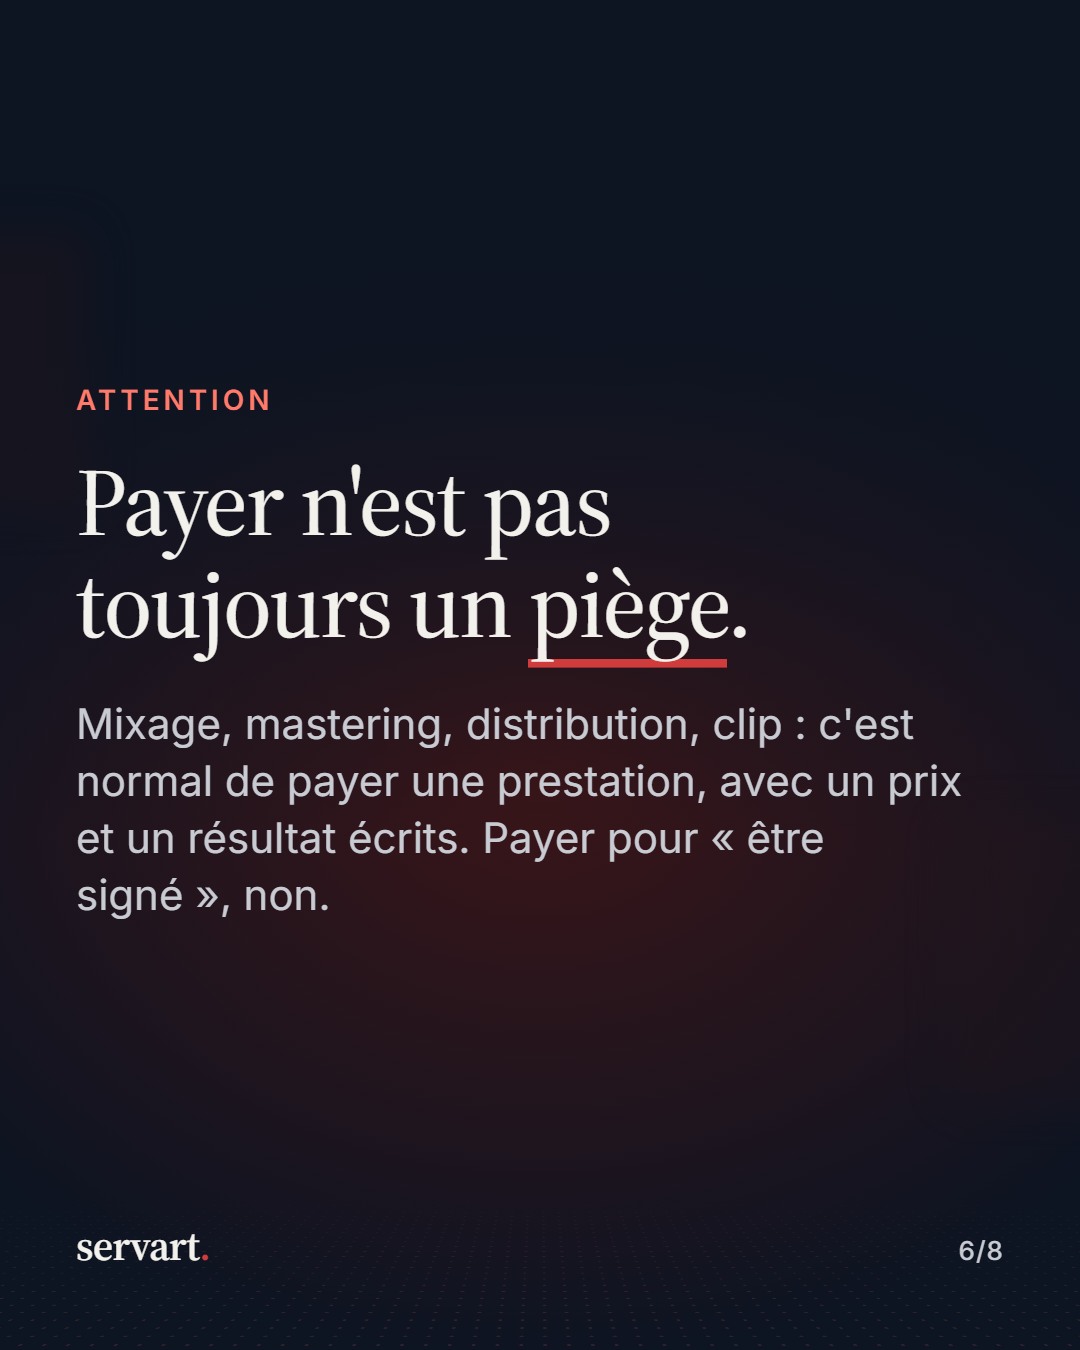 ATTENTION
Payer n'est pas
toujours un piège.
Mixage, mastering, distribution, clip : c'est
normal de payer une prestation, avec un prix
et un résultat écrits. Payer pour « être
signé », non.
servart.
6/8